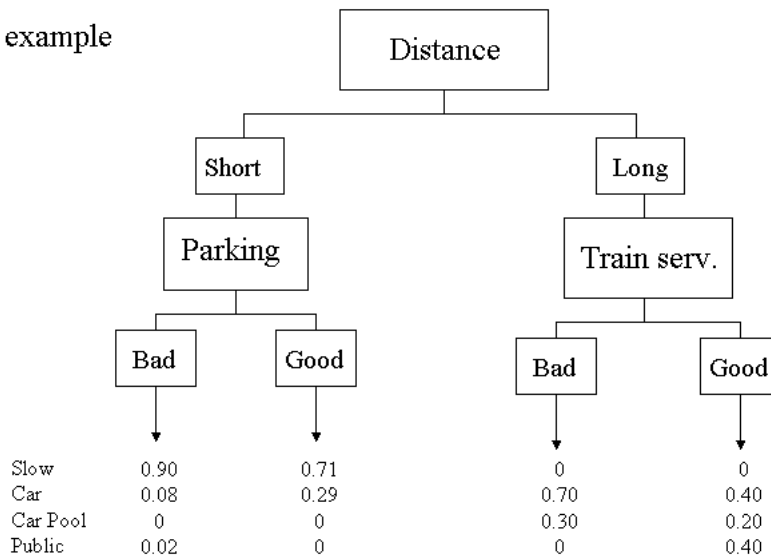 example
Distance
Short
Long
Parking
Train serv.
Bad
Good
Bad
Good
Slow 0.90 0.71 0 0
Car 0.08 0.29 0.70 0.40
Car Pool 0 0 0.30 0.20
Public 0.02 0 0 0.40